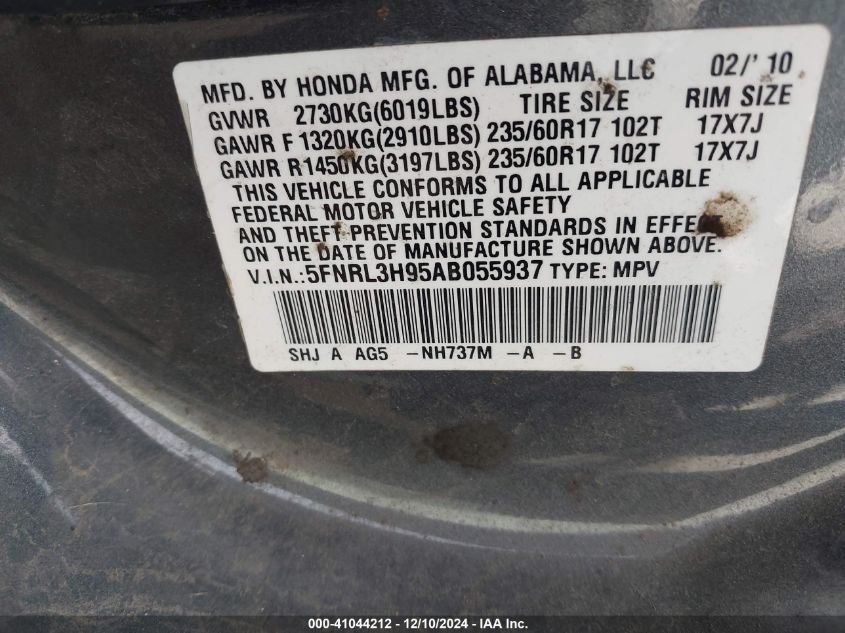 MFD. BY HONDA MFG. OF ALABAMA, LLC 02/'10
GVWR 2730KG(6019LBS) TIRE SIZE RIM SIZE
GAWR F 1320KG(2910LBS) 235/60R17 102T 17X7J
GAWR R1450KG(3197LBS) 235/60R17 102T 17X7J
THIS VEHICLE CONFORMS TO ALL APPLICABLE
FEDERAL MOTOR VEHICLE SAFETY
AND THEFT PREVENTION STANDARDS IN EFFECT
ON THE DATE OF MANUFACTURE SHOWN ABOVE.
V.I.N.:5FNRL3H95AB055937 TYPE: MPV
SHJ A AG5 -NH737M -A -B
000-41044212 - 12/10/2024 - IAA Inc.